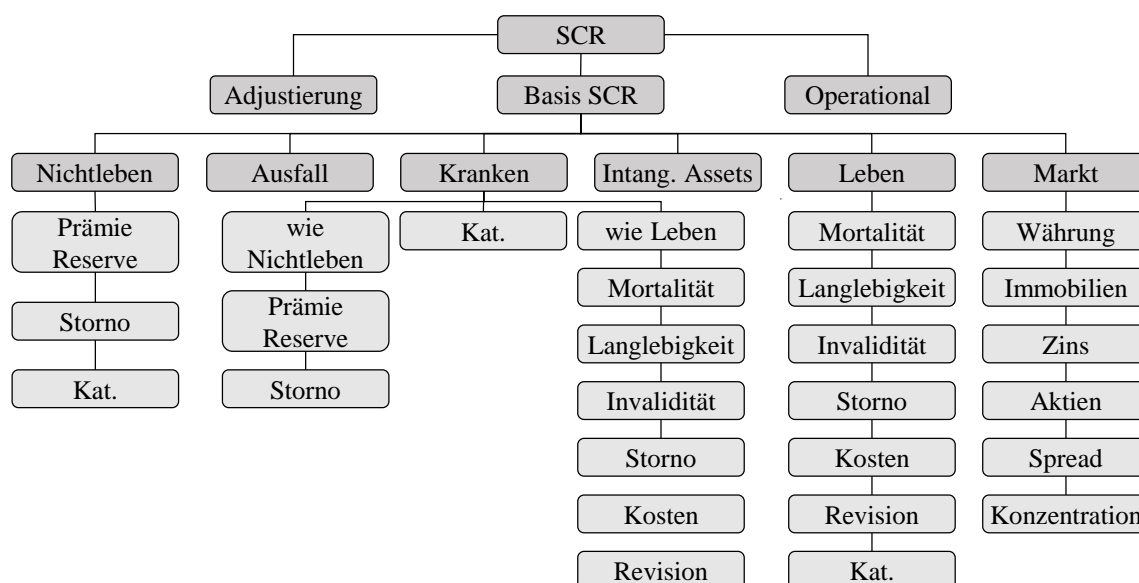 SCR
Adjustierung
Basis SCR
Operational
Nichtleben
Ausfall
Kranken
Intang. Assets
Leben
Markt
Prämie
Reserve
Storno
Kat.
wie
Nichtleben
Prämie
Reserve
Storno
Kat.
wie Leben
Mortalität
Langlebigkeit
Invalidität
Storno
Kosten
Revision
Mortalität
Langlebigkeit
Invalidität
Storno
Kosten
Revision
Kat.
Währung
Immobilien
Zins
Aktien
Spread
Konzentration